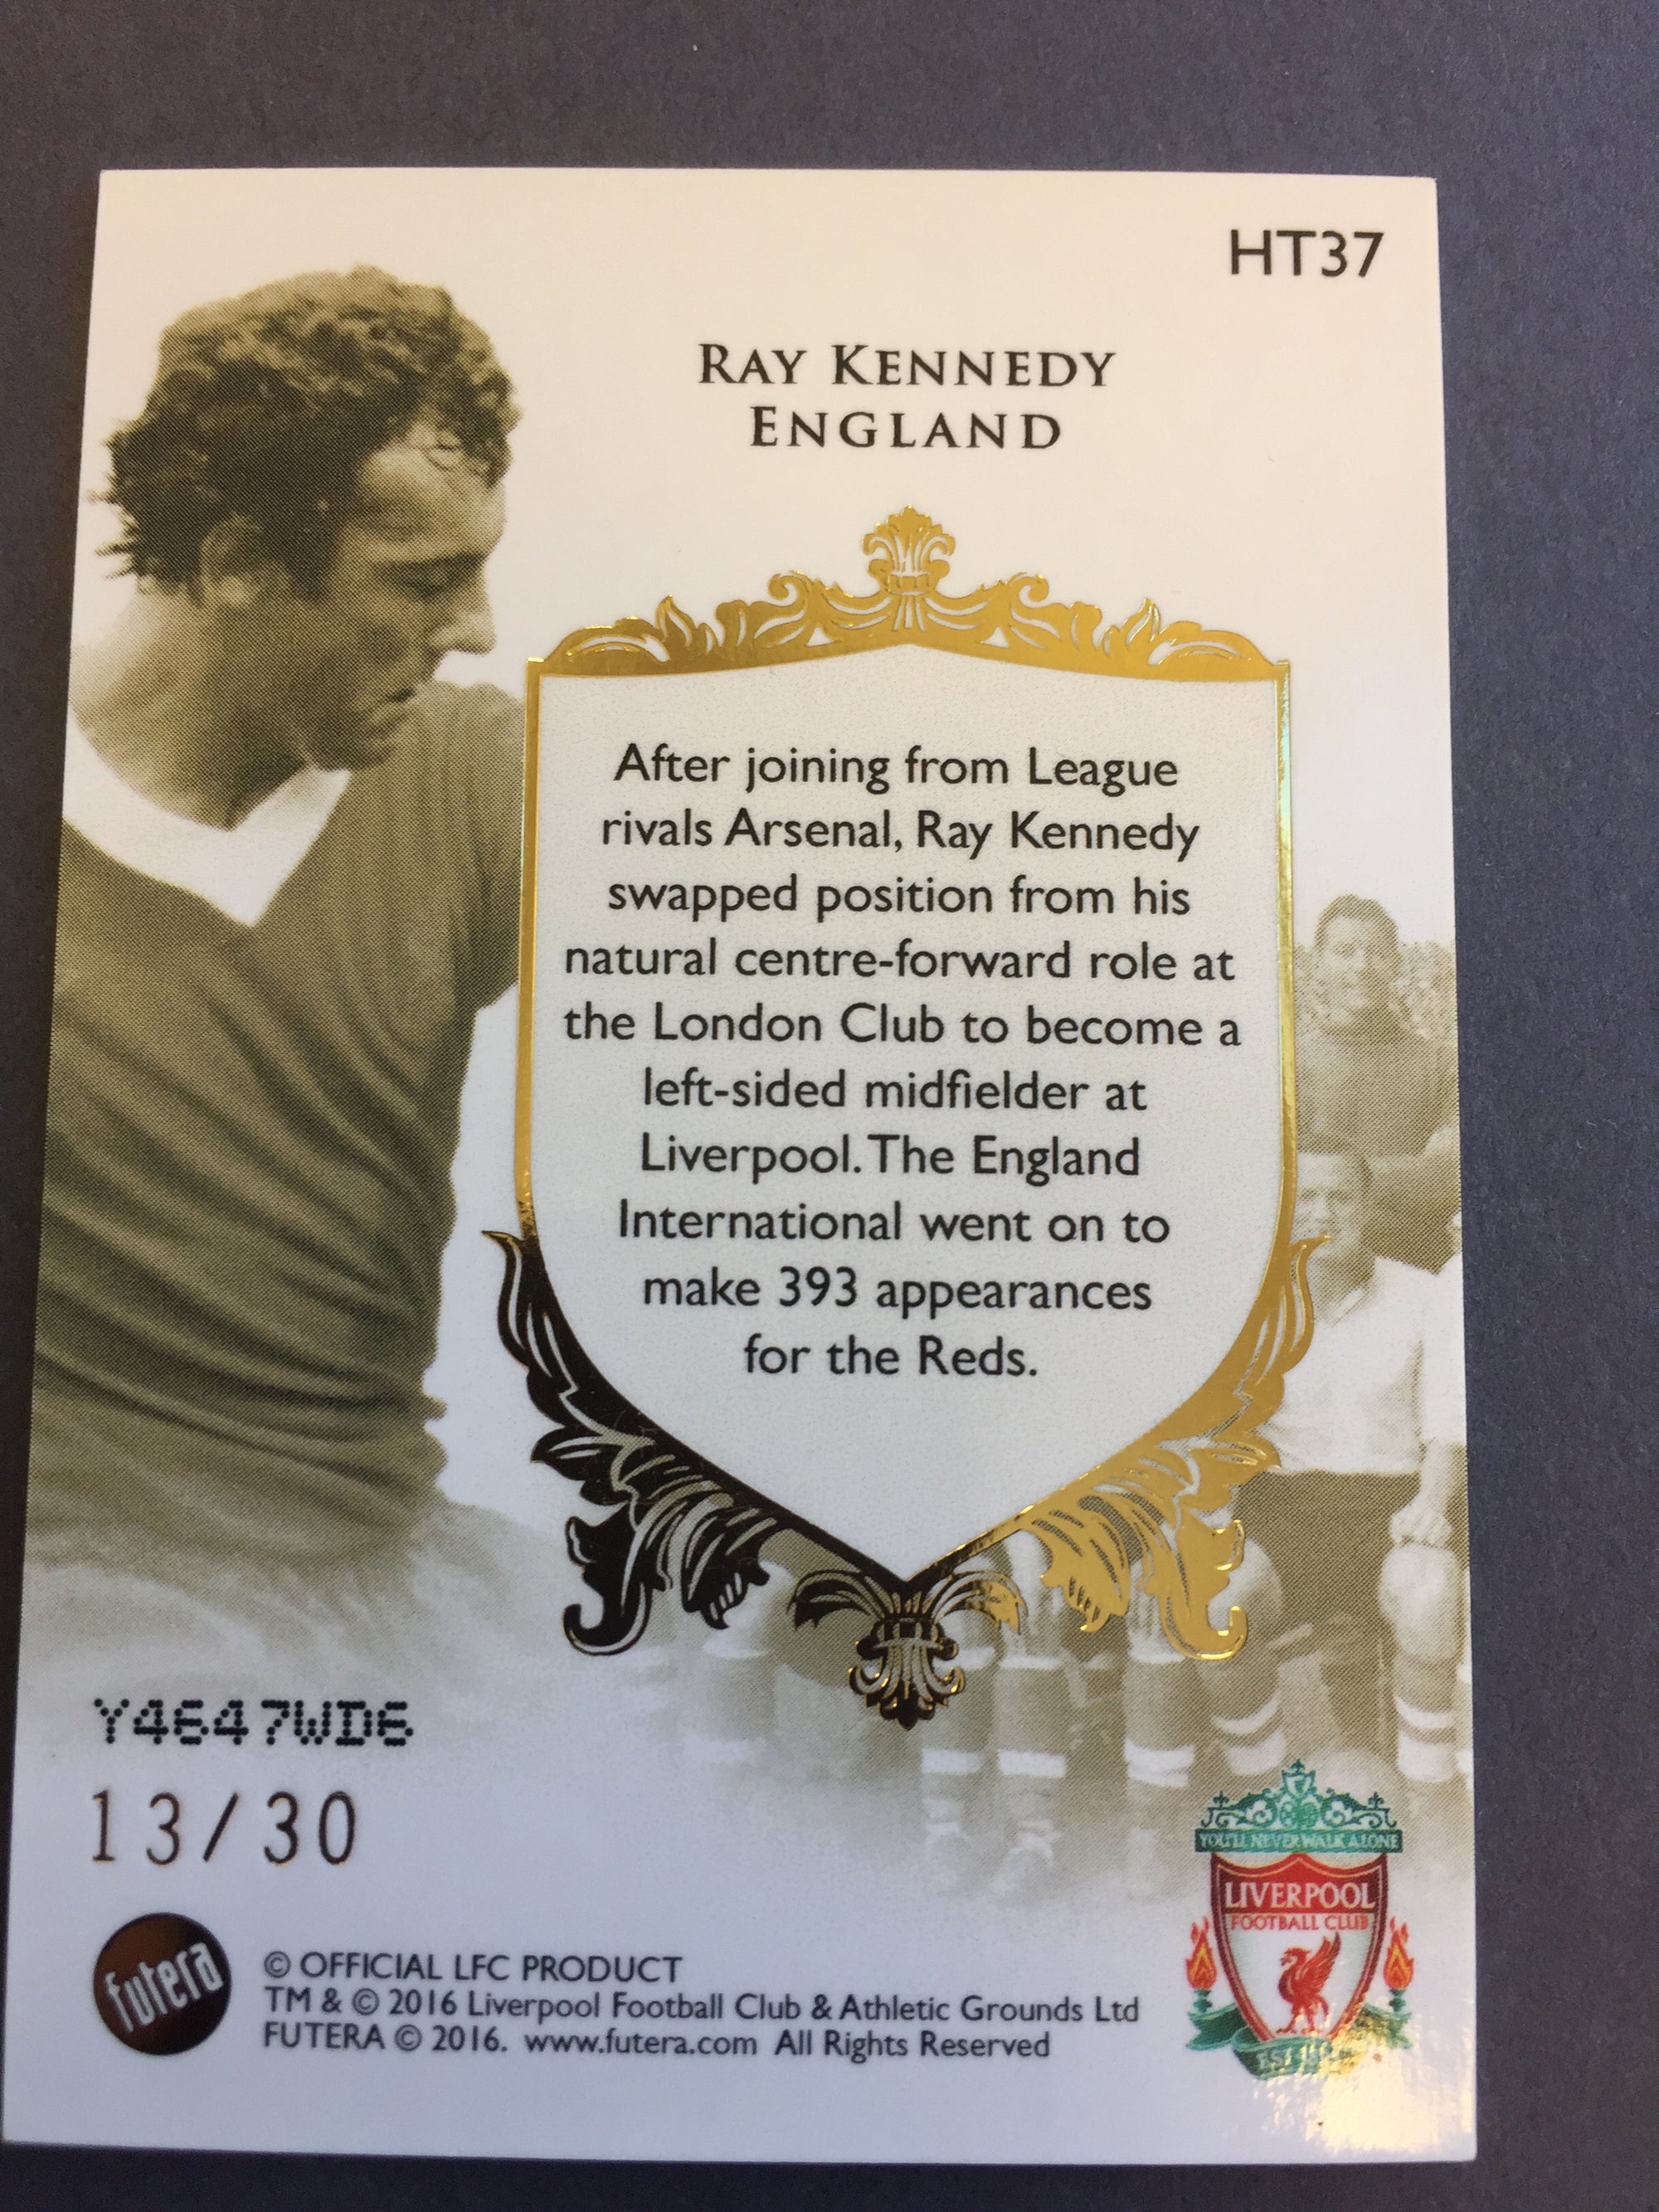 HT37
RAY KENNEDY
ENGLAND
After joining from League
rivals Arsenal, Ray Kennedy
swapped position from his
natural centre-forward role at
the London Club to become a
left-sided midfielder at
Liverpool. The England
International went on to
make 393 appearances
for the Reds.
Y4647WD6
13/30
futera
© OFFICIAL LFC PRODUCT
TM & © 2016 Liverpool Football Club & Athletic Grounds Ltd
FUTERA © 2016. www.futera.com All Rights Reserved
YOU'LL NEVER WALK ALONE
LIVERPOOL
FOOTBALL CLUB
EST